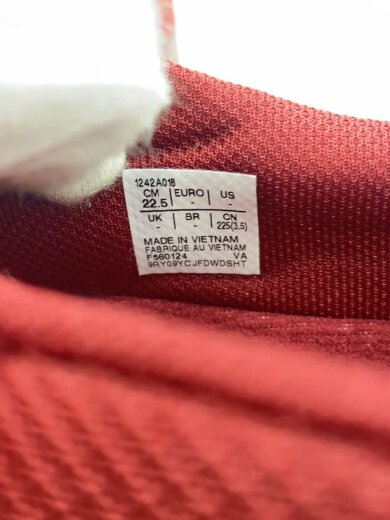 1242A018
CM EURO US
22.5 - -
UK BR CN
- - 225(3.5)
MADE IN VIETNAM
FABRIQUE AU VIETNAM
F560124 VA
9RY09YCJFDWDSHT